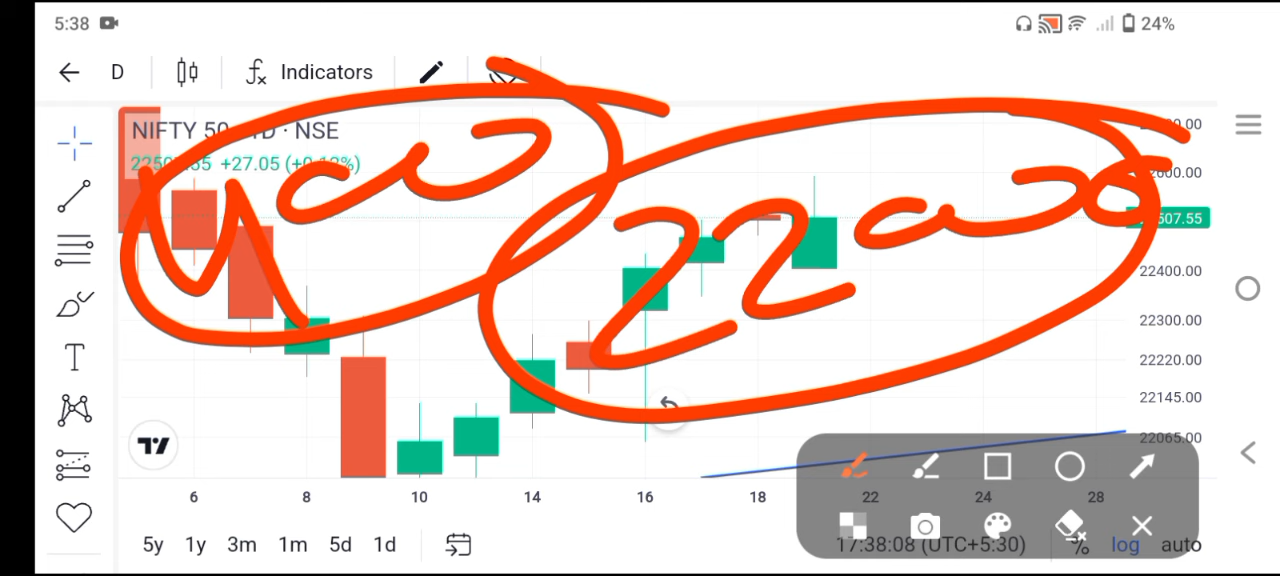 5:38 24%
D Indicators
NIFTY 50 1D · NSE
+27.05
22600.00
507.55
22400.00
22300.00
22220.00
22145.00
22065.00
6 8 10 14 16 18 22 24 28
5y 1y 3m 1m 5d 1d 17:38:08 (UTC+5:30) % log auto